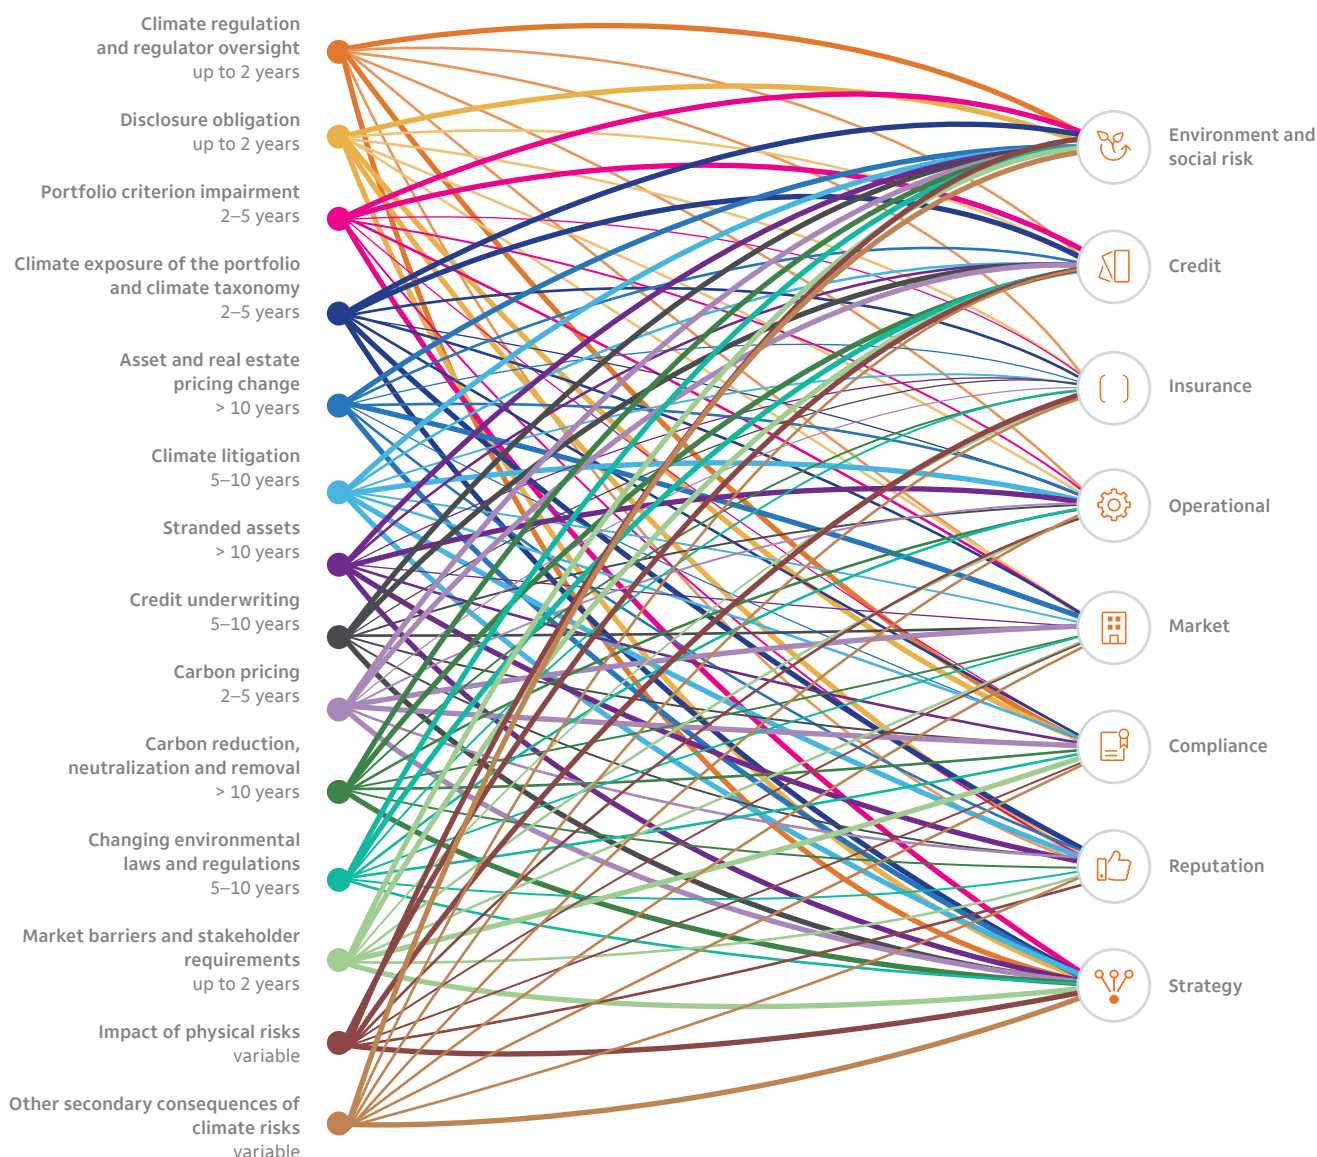 Climate regulation
and regulator oversight
up to 2 years
Disclosure obligation
up to 2 years
Portfolio criterion impairment
2–5 years
Climate exposure of the portfolio
and climate taxonomy
2–5 years
Asset and real estate
pricing change
> 10 years
Climate litigation
5–10 years
Stranded assets
> 10 years
Credit underwriting
5–10 years
Carbon pricing
2–5 years
Carbon reduction,
neutralization and removal
> 10 years
Changing environmental
laws and regulations
5–10 years
Market barriers and stakeholder
requirements
up to 2 years
Impact of physical risks
variable
Other secondary consequences of
climate risks
variable
Environment and
social risk
Credit
Insurance
Operational
Market
Compliance
Reputation
Strategy